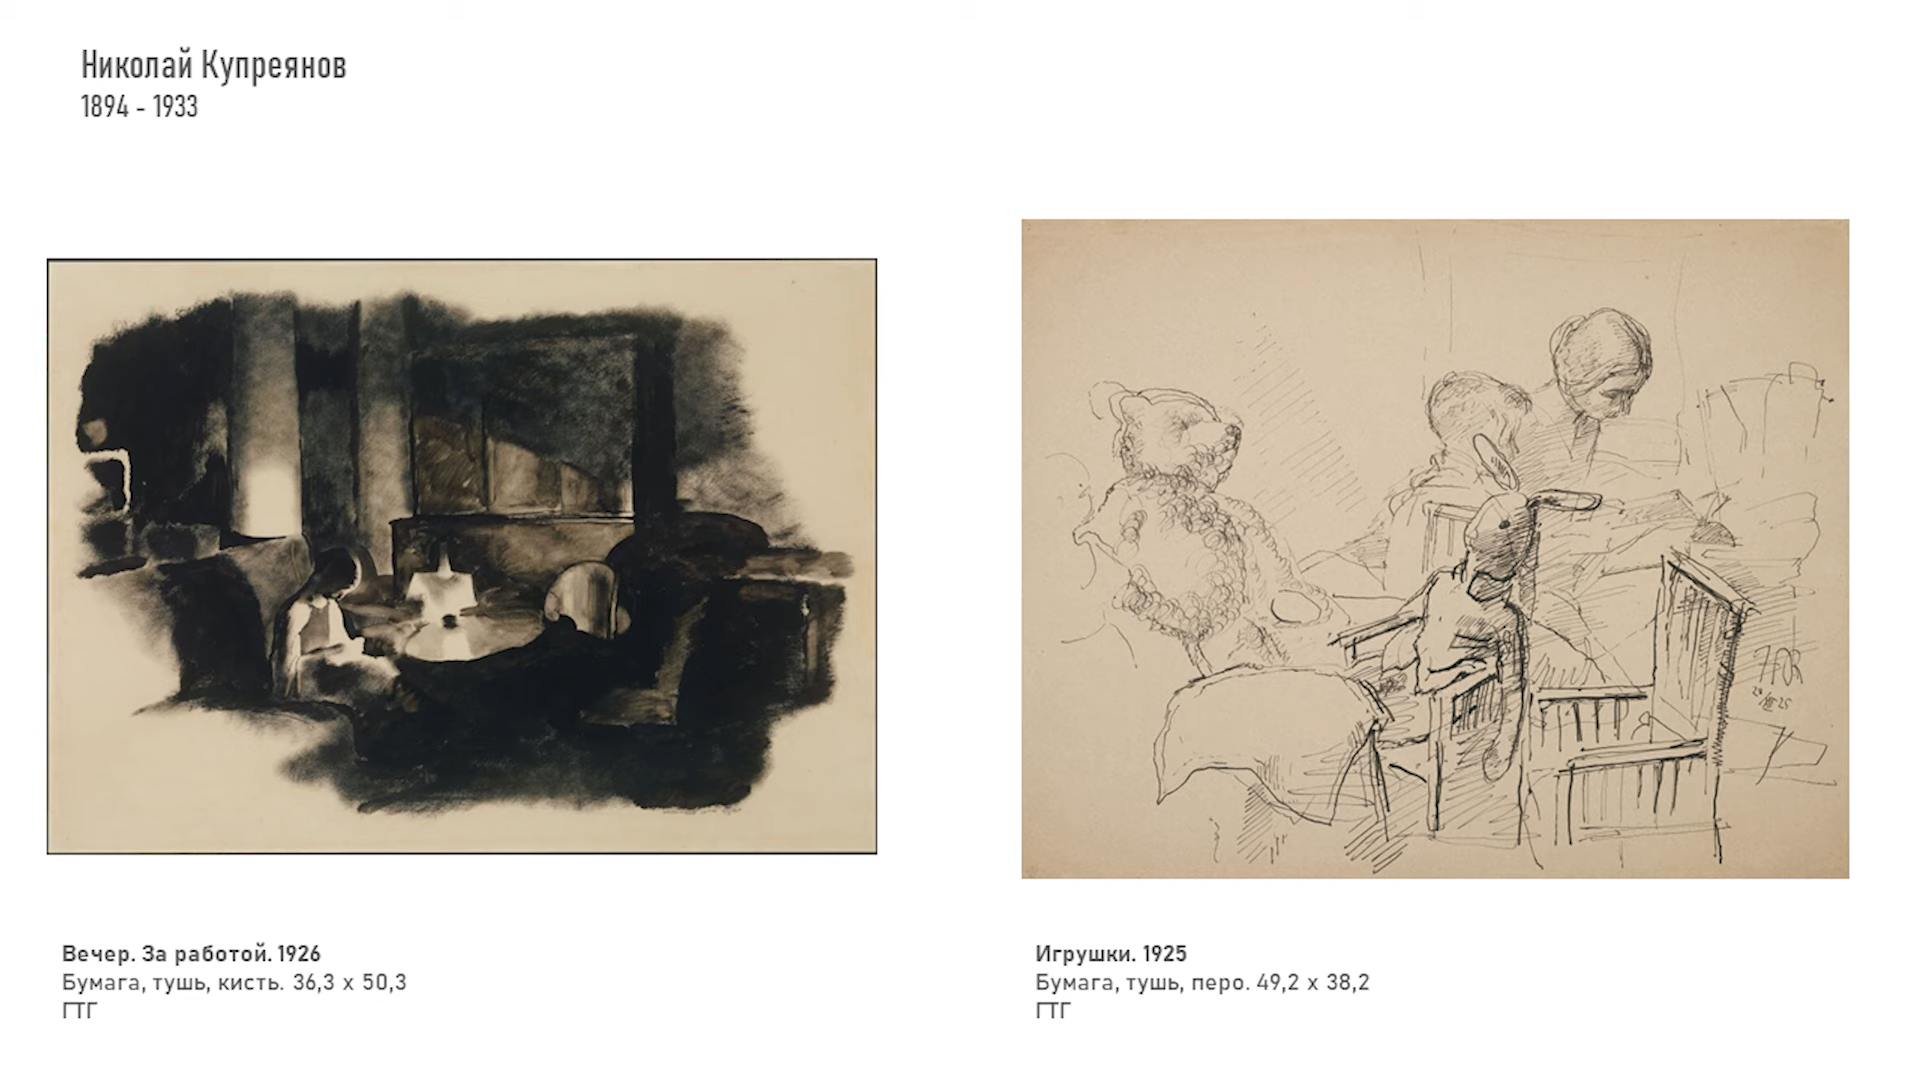 Николай Купреянов
1894 - 1933
Вечер. За работой. 1926
Бумага, тушь, кисть. 36,3 x 50,3
ГТГ
Игрушки. 1925
Бумага, тушь, перо. 49,2 x 38,2
ГТГ